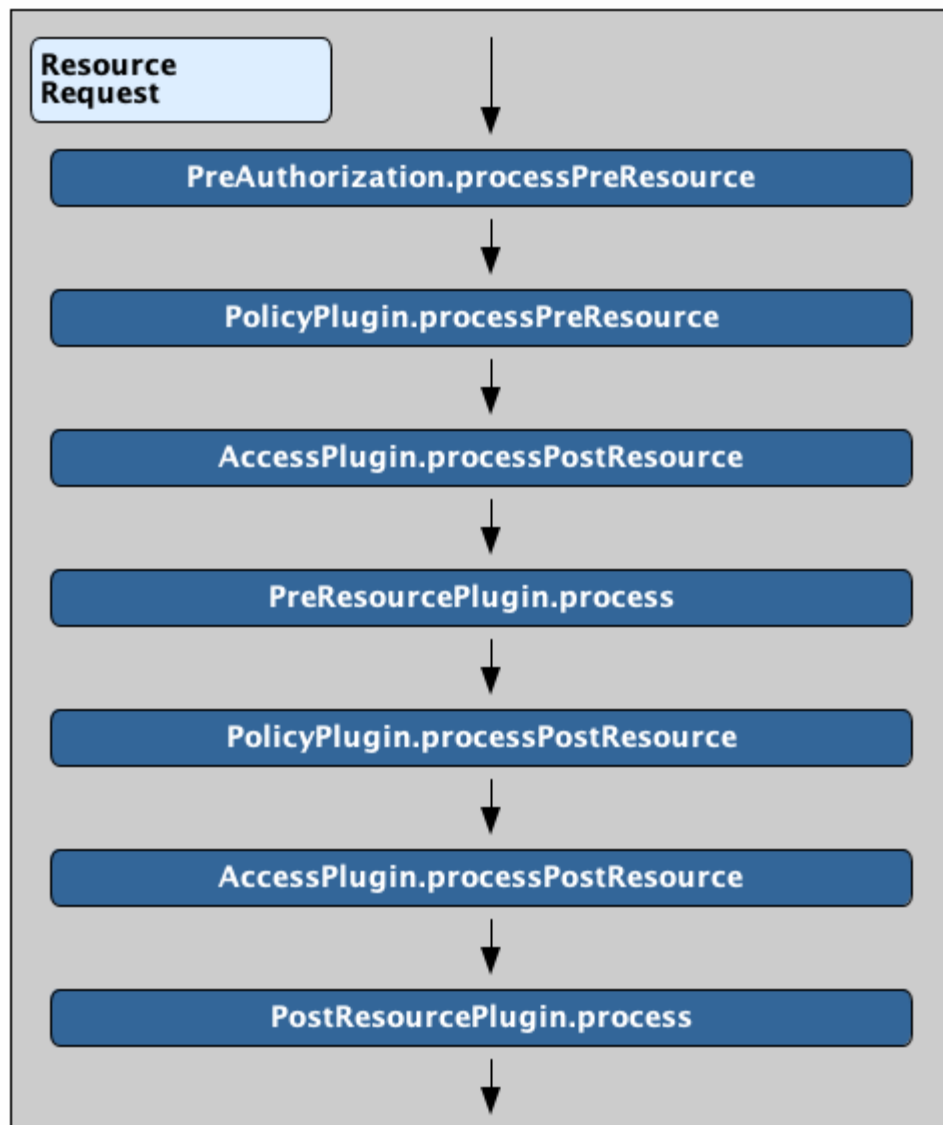 Resource
Request
PreAuthorization.processPreResource
PolicyPlugin.processPreResource
AccessPlugin.processPostResource
PreResourcePlugin.process
PolicyPlugin.processPostResource
AccessPlugin.processPostResource
PostResourcePlugin.process